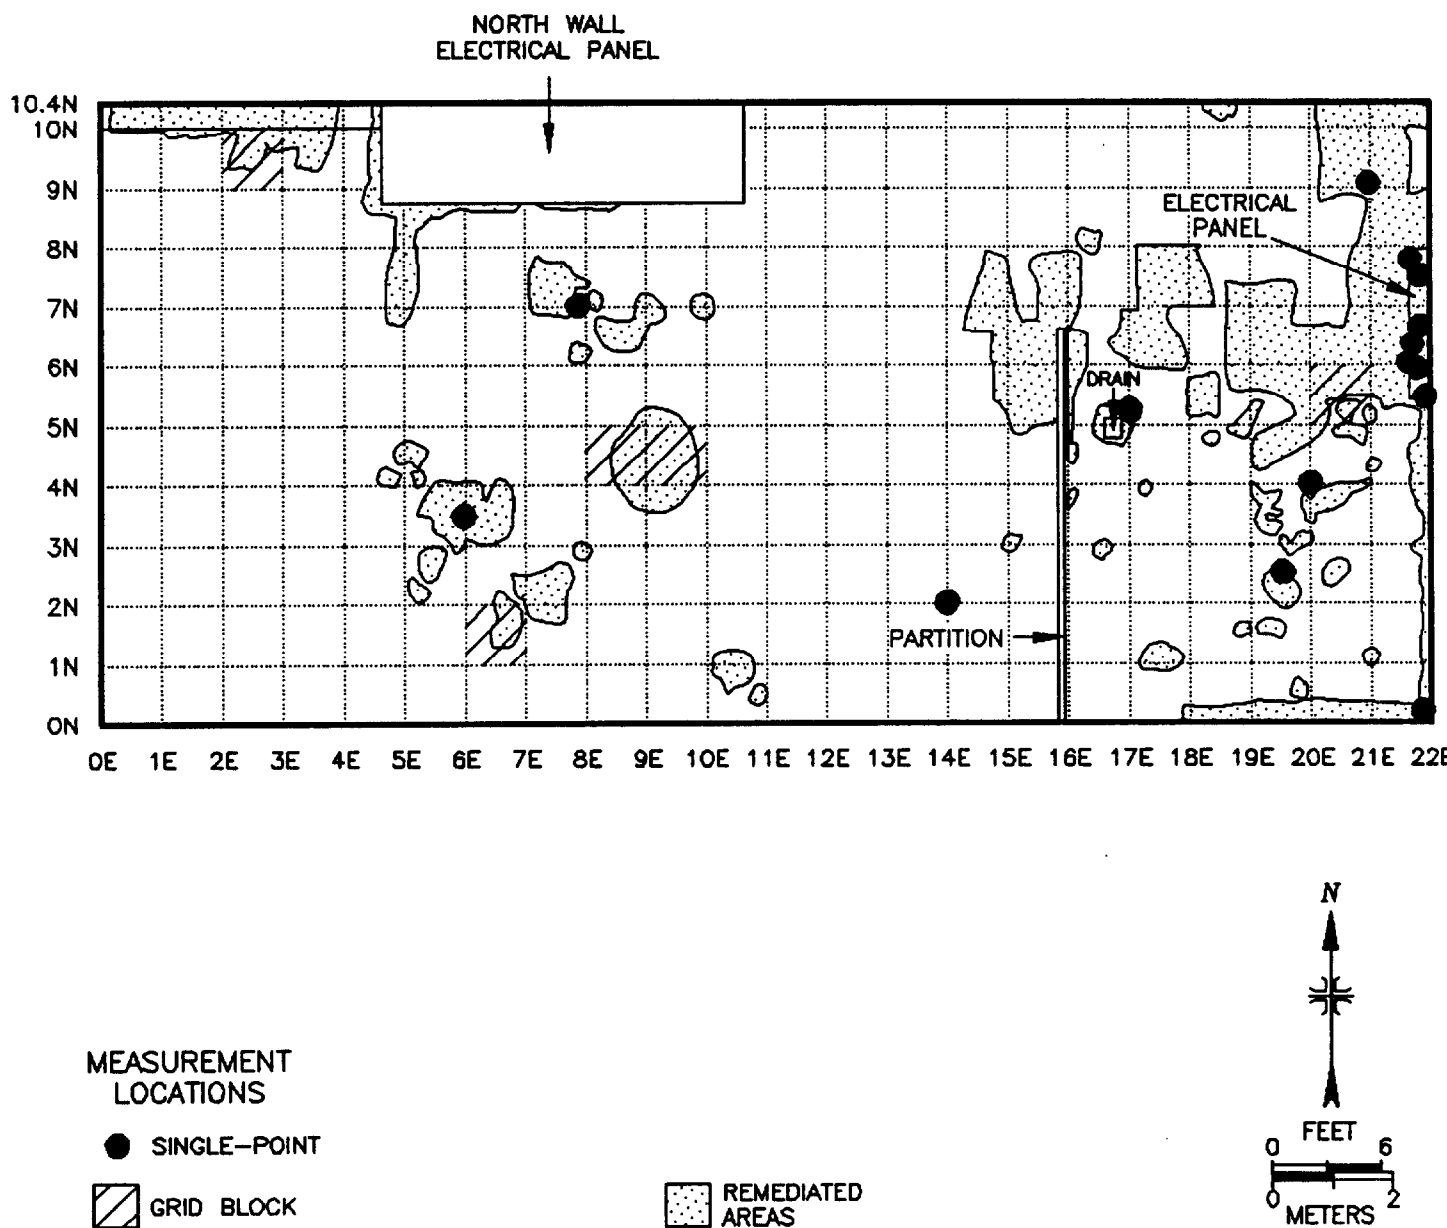 NORTH WALL
ELECTRICAL PANEL
10.4N
10N
9N
8N
7N
6N
5N
4N
3N
2N
1N
0N
ELECTRICAL
PANEL
DRAIN
PARTITION
0E 1E 2E 3E 4E 5E 6E 7E 8E 9E 10E 11E 12E 13E 14E 15E 16E 17E 18E 19E 20E 21E 22E
N
MEASUREMENT
LOCATIONS
SINGLE-POINT
GRID BLOCK
REMEDIATED
AREAS
FEET
0 6
0 2
METERS